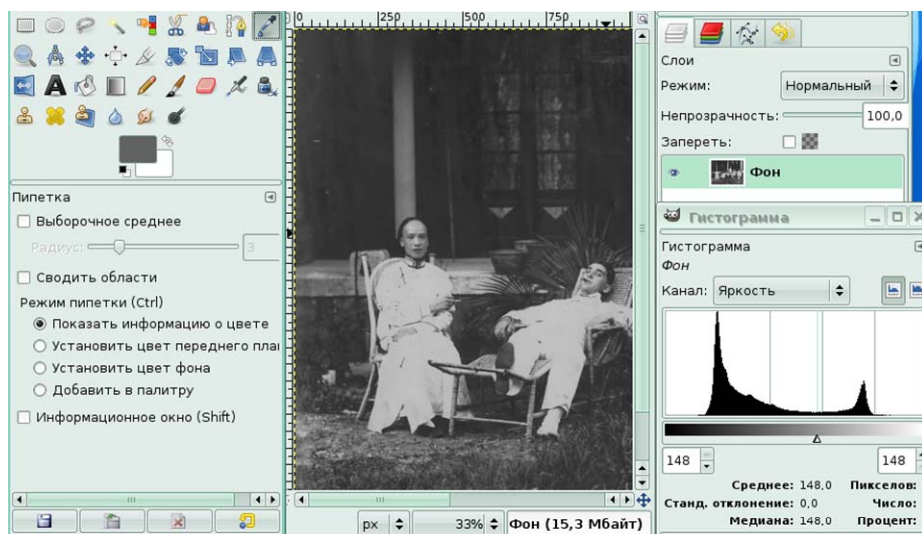 0 250 500 750
Пипетка
Выборочное среднее
Радиус: 3
Сводить области
Режим пипетки (Ctrl)
Показать информацию о цвете
Установить цвет переднего пла
Установить цвет фона
Добавить в палитру
Информационное окно (Shift)
px 33% Фон (15,3 Мбайт)
Слои
Режим: Нормальный
Непрозрачность: 100,0
Запереть:
Фон
Гистограмма
Гистограмма
Фон
Канал: Яркость
148 148
Среднее: 148,0 Пикселов:
Станд. отклонение: 0,0 Число:
Медиана: 148,0 Процент: